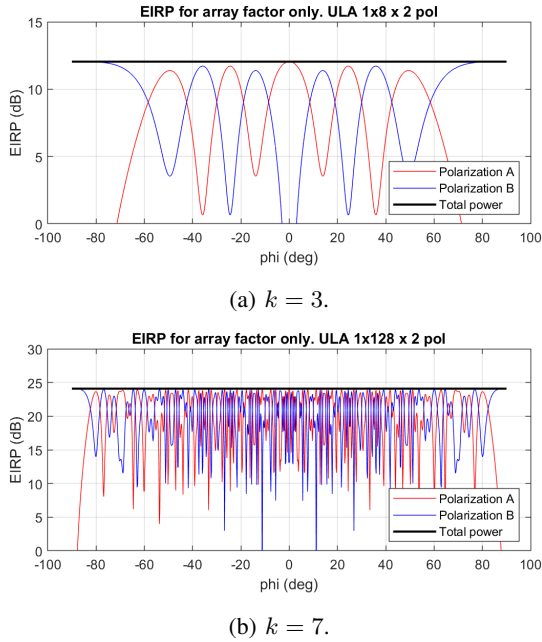 EIRP for array factor only. ULA 1x8 x 2 pol
15
10
5
0
EIRP (dB)
-100 -80 -60 -40 -20 0 20 40 60 80 100
phi (deg)
Polarization A
Polarization B
Total power
(a) k = 3.
EIRP for array factor only. ULA 1x128 x 2 pol
30
25
20
15
10
5
0
EIRP (dB)
-100 -80 -60 -40 -20 0 20 40 60 80 100
phi (deg)
Polarization A
Polarization B
Total power
(b) k = 7.